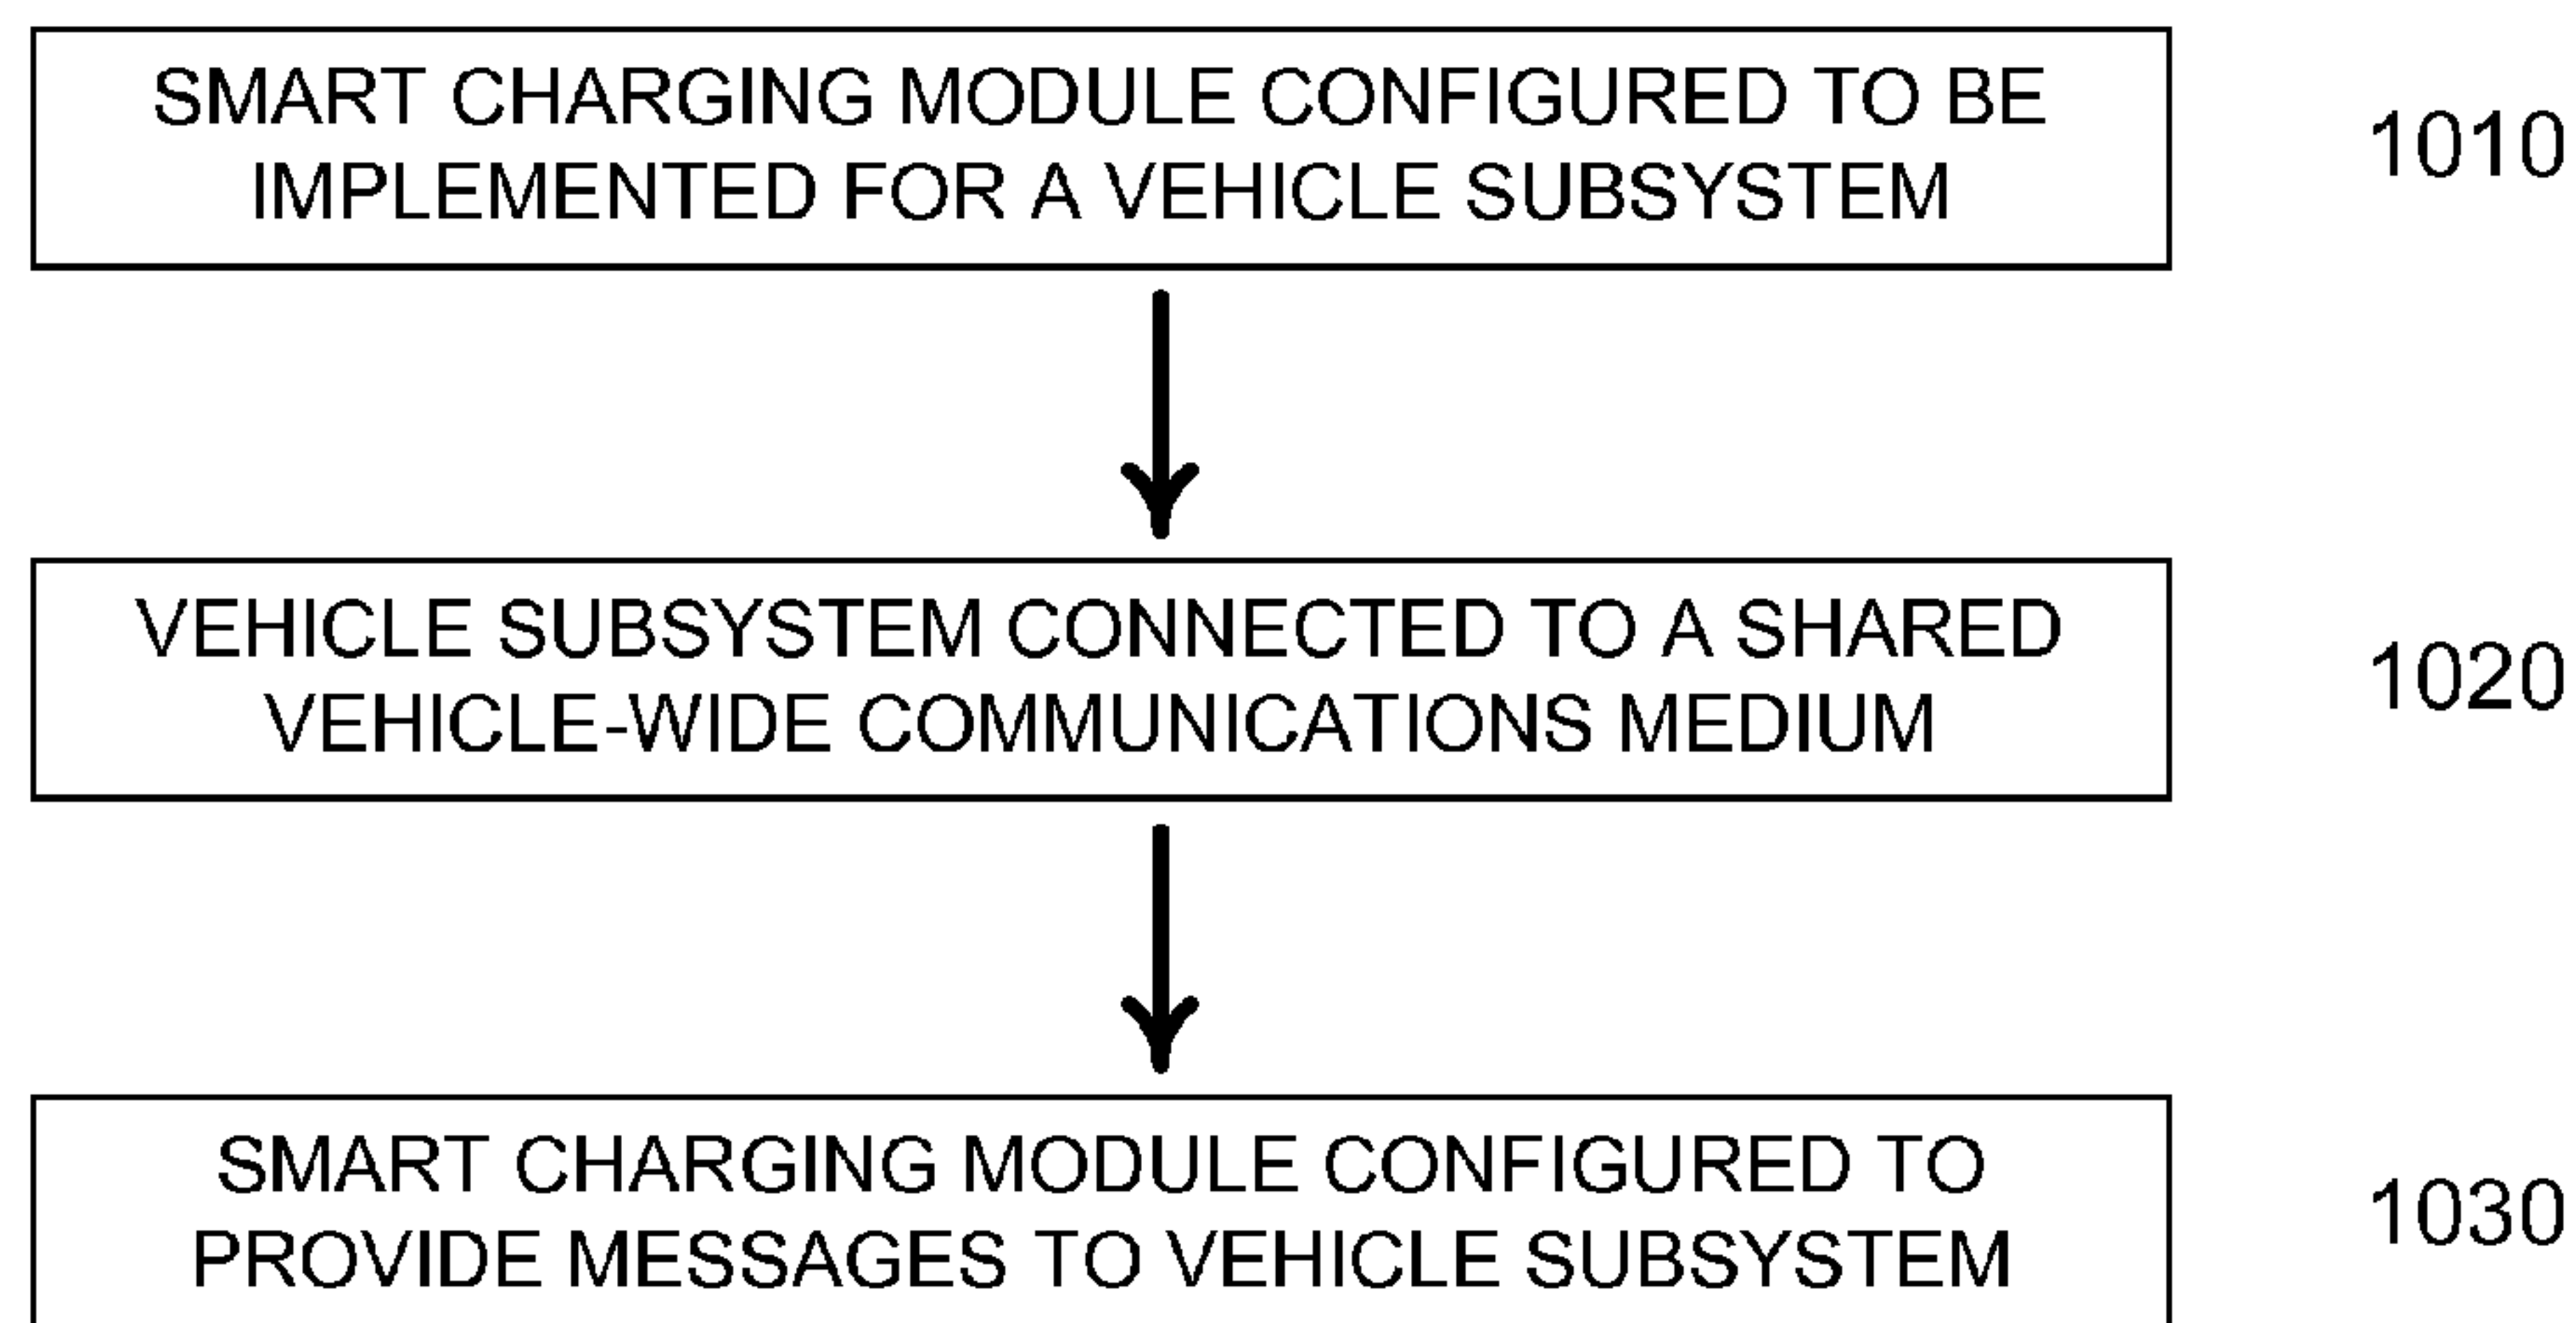 SMART CHARGING MODULE CONFIGURED TO BE
IMPLEMENTED FOR A VEHICLE SUBSYSTEM
1010
VEHICLE SUBSYSTEM CONNECTED TO A SHARED
VEHICLE-WIDE COMMUNICATIONS MEDIUM
1020
SMART CHARGING MODULE CONFIGURED TO
PROVIDE MESSAGES TO VEHICLE SUBSYSTEM
1030